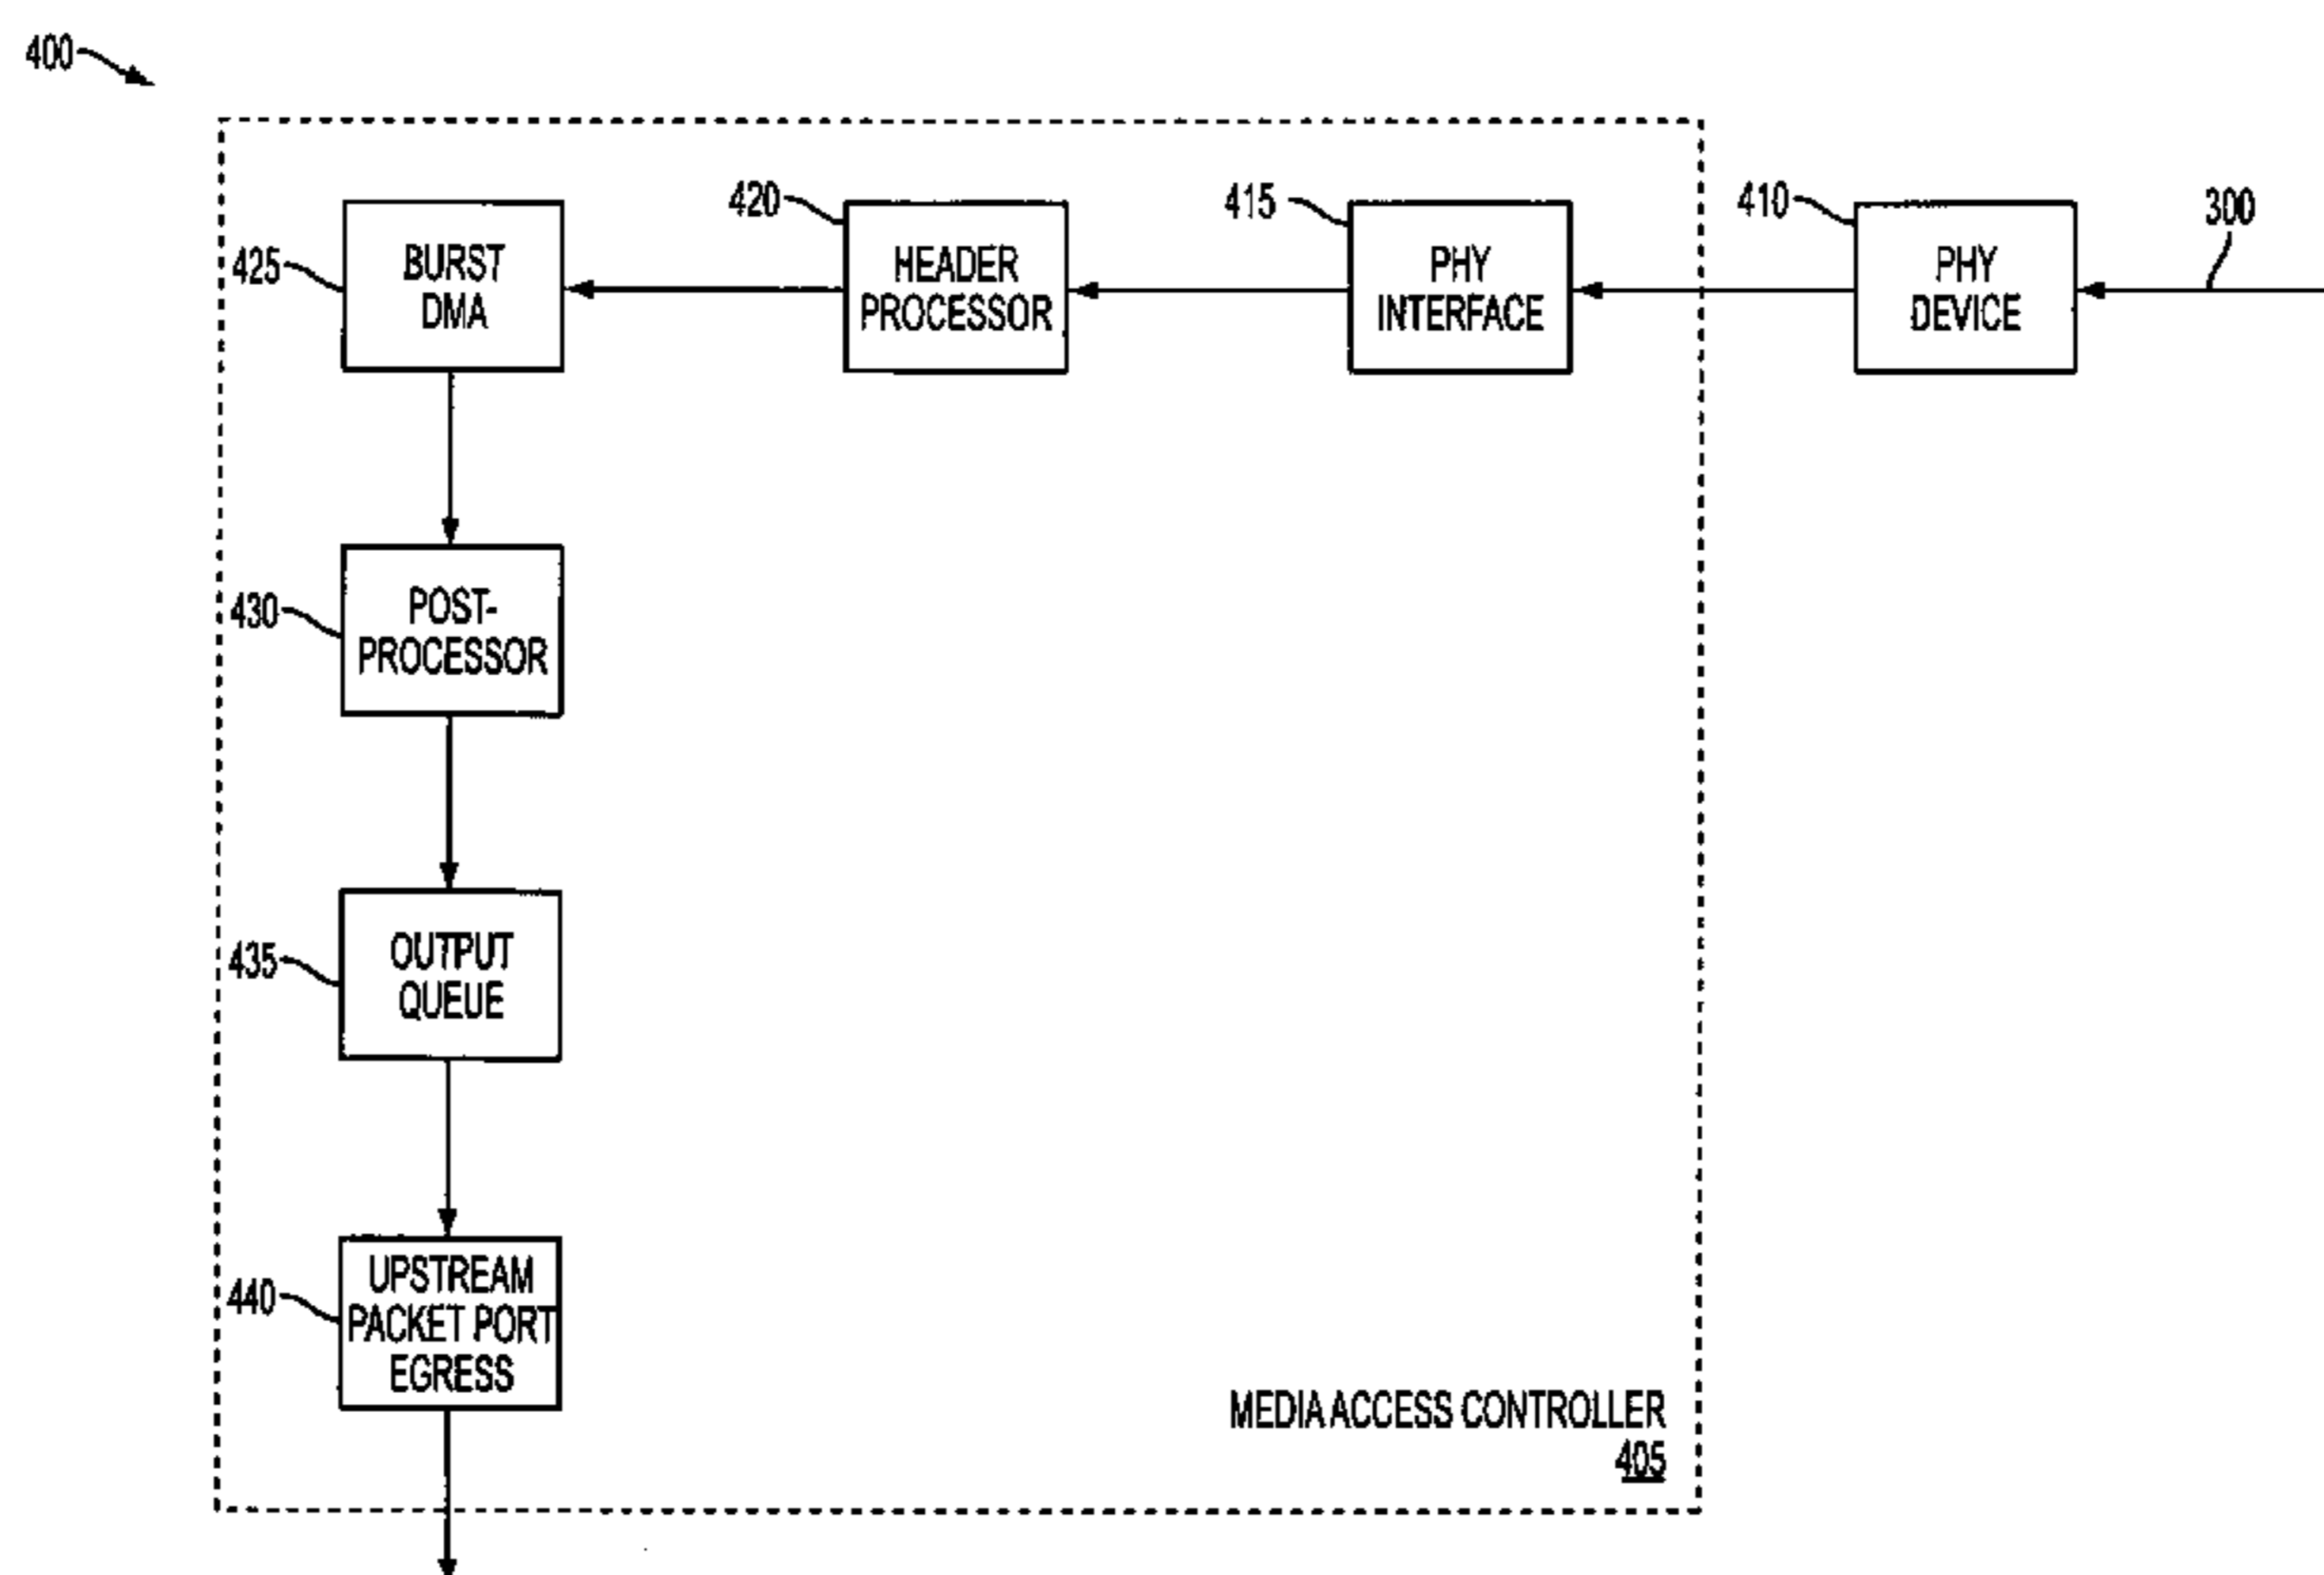 400
425
BURST
DMA
420
HEADER
PROCESSOR
415
PHY
INTERFACE
410
PHY
DEVICE
300
430
POST-
PROCESSOR
435
OUTPUT
QUEUE
440
UPSTREAM
PACKET PORT
EGRESS
MEDIA ACCESS CONTROLLER
405